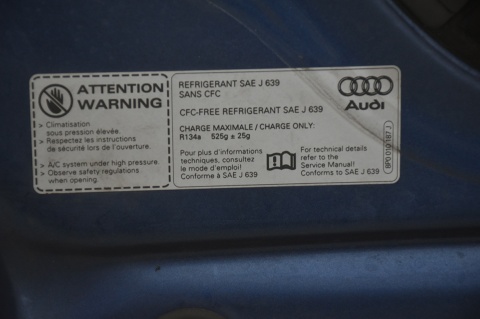 ATTENTION
WARNING
> Climatisation
sous pression élevée.
> Respectez les instructions
de sécurité lors de l'ouverture.
> A/C system under high pressure.
> Observe safety regulations
when opening.
REFRIGERANT SAE J 639
SANS CFC
CFC-FREE REFRIGERANT SAE J 639
CHARGE MAXIMALE / CHARGE ONLY:
R134a 525g ± 25g
Pour plus d'informations
techniques, consultez
le mode d'emploi!
Conforme à SAE J 639
For technical details
refer to the
Service Manual!
Conforms to SAE J 639
Audi
8P0 010 187 J